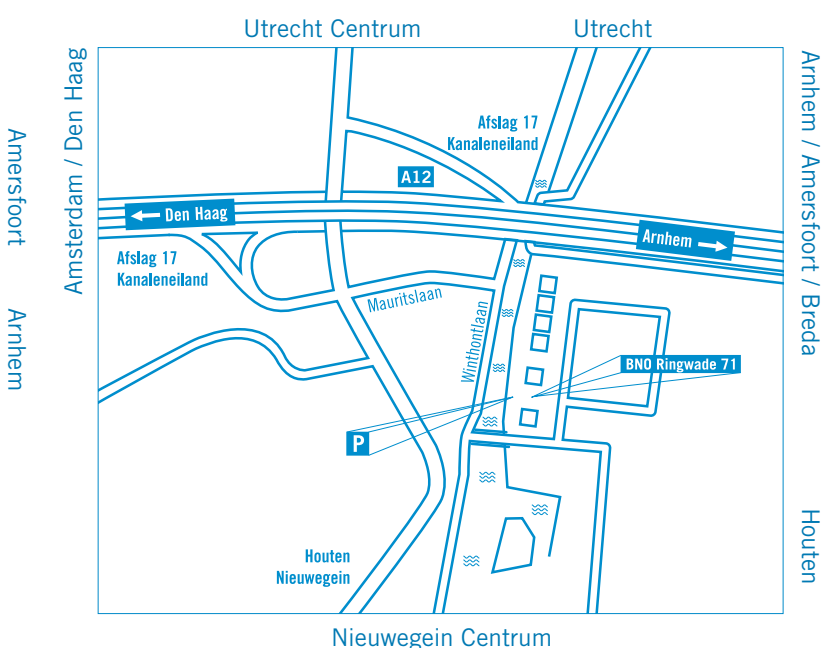 Utrecht Centrum
Utrecht
Amersfoort
Arnhem
Amsterdam / Den Haag
Arnhem / Amersfoort / Breda
Houten
Afslag 17
Kanaleneiland
A12
Den Haag
Arnhem
Afslag 17
Kanaleneiland
Mauritslaan
Winthontlaan
BNO Ringwade 71
P
Houten
Nieuwegein
Nieuwegein Centrum